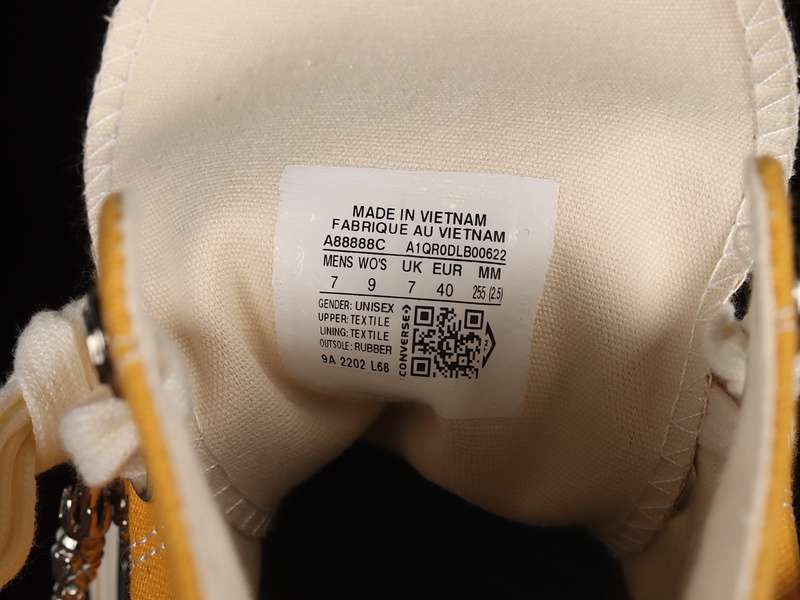 MADE IN VIETNAM
FABRIQUE AU VIETNAM
A88888C A1QR0DLB00622
MENS WO'S UK EUR MM
7 9 7 40 255 (2.5)
GENDER: UNISEX
UPPER: TEXTILE
LINING: TEXTILE
OUTSOLE: RUBBER
9A 2202 L68
CONVERSE